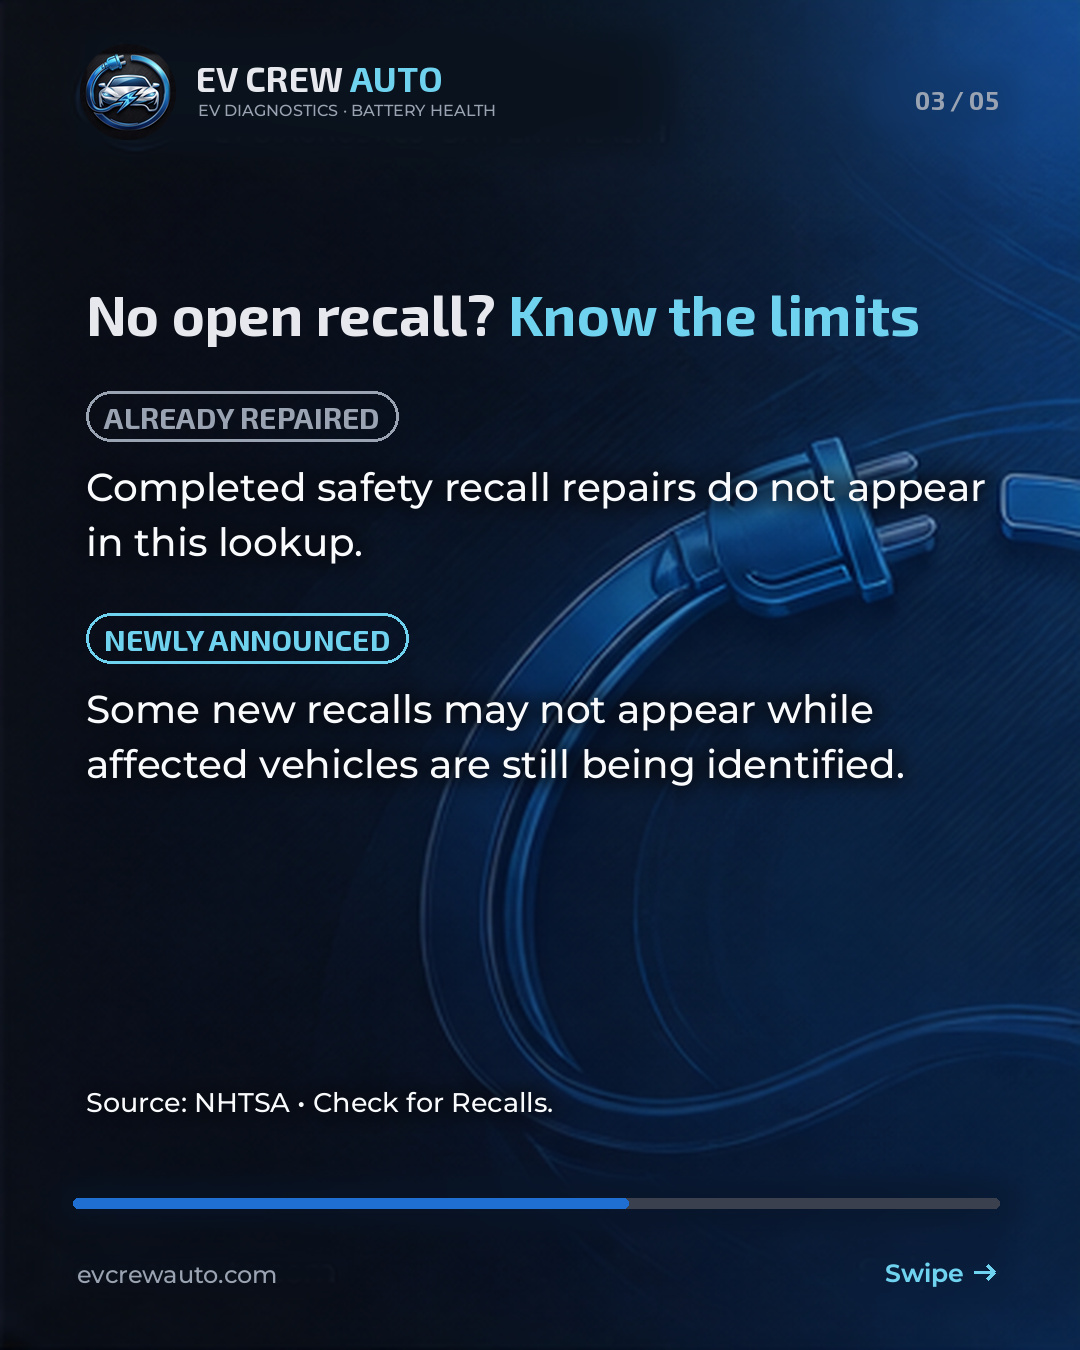 EV CREW AUTO
EV DIAGNOSTICS · BATTERY HEALTH
03 / 05
No open recall? Know the limits
ALREADY REPAIRED
Completed safety recall repairs do not appear
in this lookup.
NEWLY ANNOUNCED
Some new recalls may not appear while
affected vehicles are still being identified.
Source: NHTSA • Check for Recalls.
evcrewauto.com
Swipe →